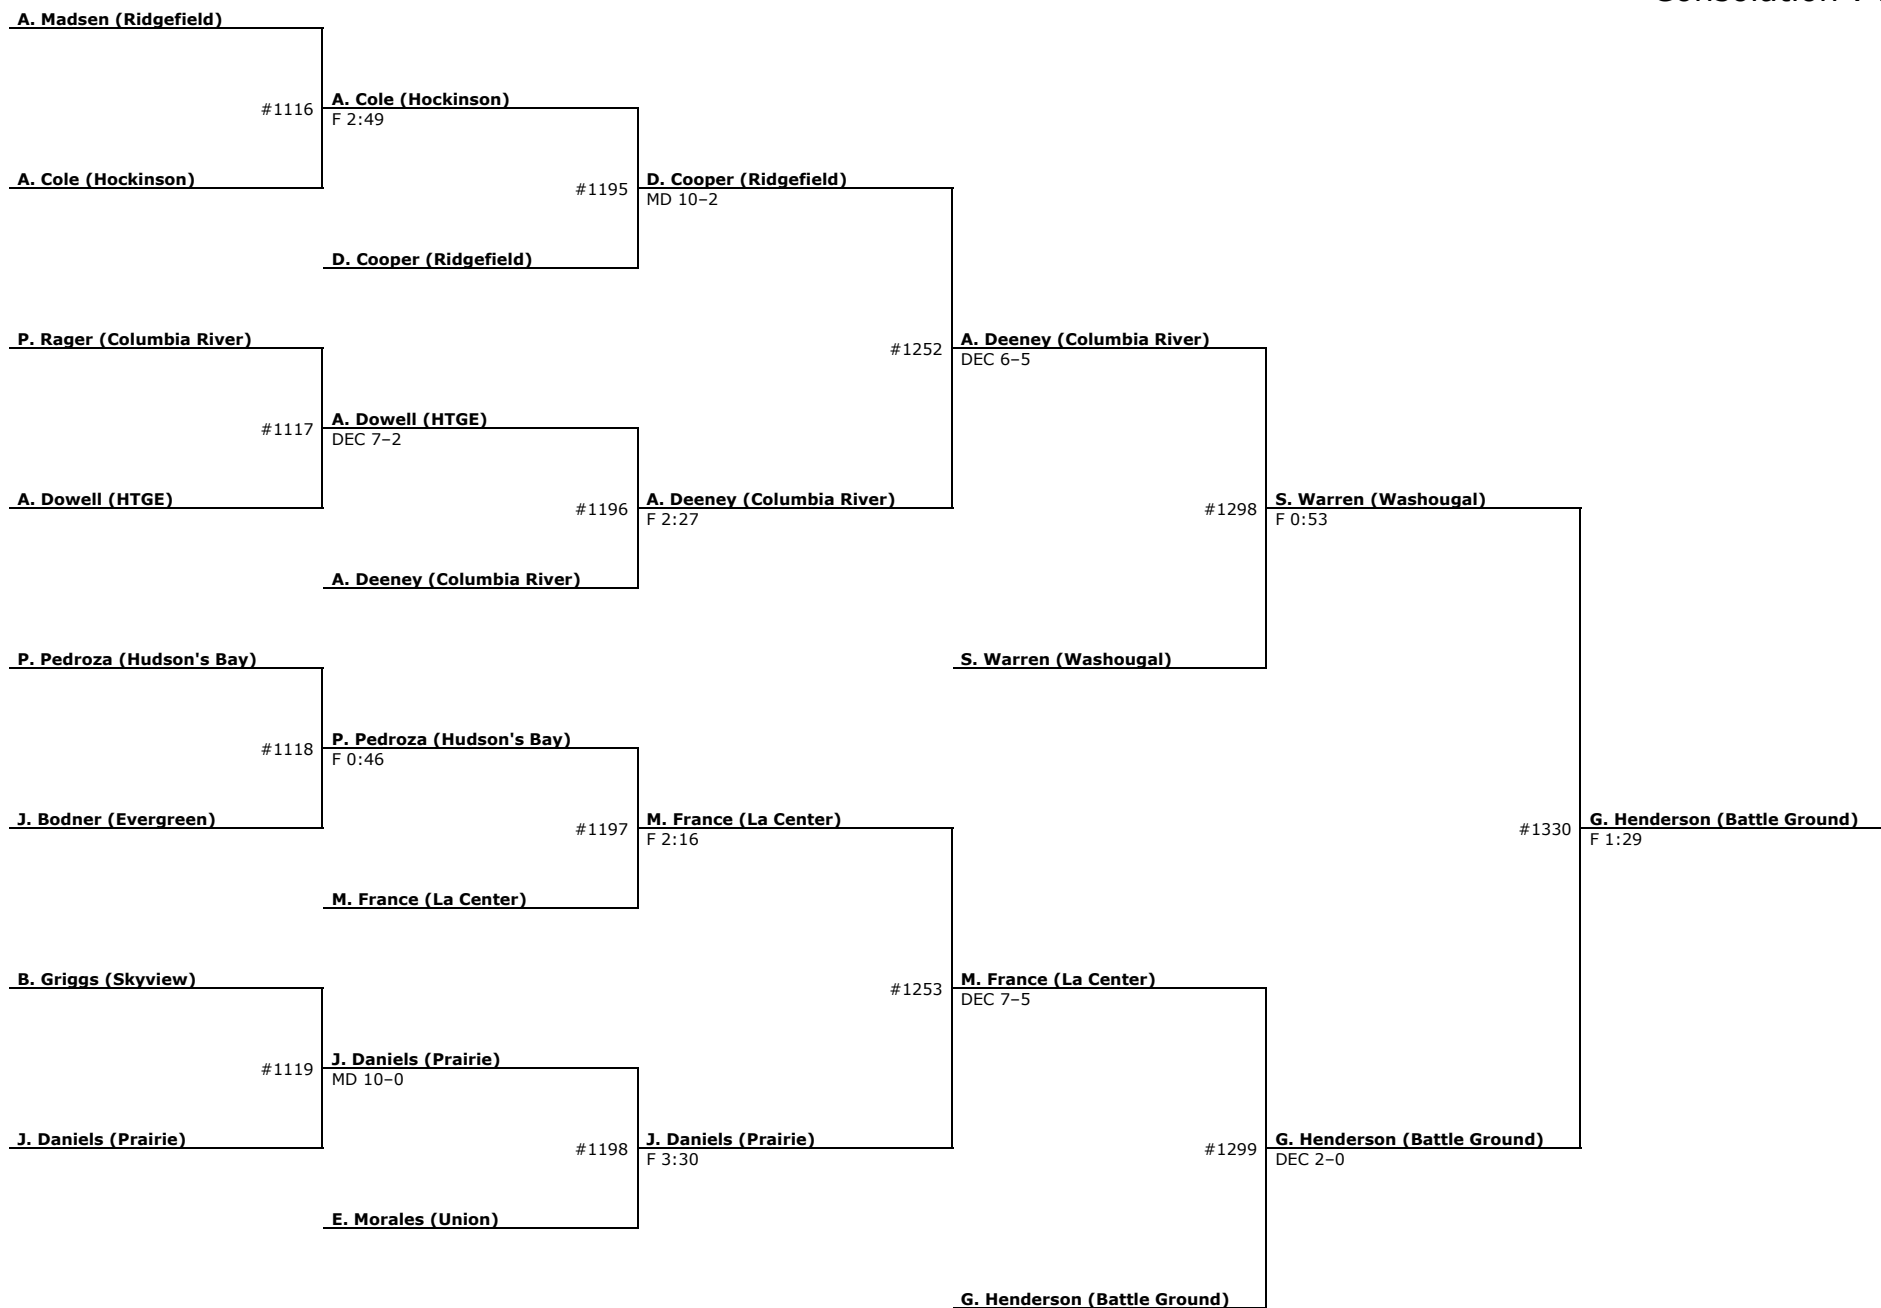 A. Madsen (Ridgefield)
#1116
A. Cole (Hockinson)
F 2:49
A. Cole (Hockinson)
#1195
D. Cooper (Ridgefield)
MD 10–2
D. Cooper (Ridgefield)
P. Rager (Columbia River)
#1252
A. Deeney (Columbia River)
DEC 6–5
#1117
A. Dowell (HTGE)
DEC 7–2
A. Dowell (HTGE)
#1196
A. Deeney (Columbia River)
F 2:27
#1298
S. Warren (Washougal)
F 0:53
A. Deeney (Columbia River)
P. Pedroza (Hudson's Bay)
S. Warren (Washougal)
#1118
P. Pedroza (Hudson's Bay)
F 0:46
J. Bodner (Evergreen)
#1197
M. France (La Center)
F 2:16
#1330
G. Henderson (Battle Ground)
F 1:29
M. France (La Center)
B. Griggs (Skyview)
#1253
M. France (La Center)
DEC 7–5
#1119
J. Daniels (Prairie)
MD 10–0
J. Daniels (Prairie)
#1198
J. Daniels (Prairie)
F 3:30
#1299
G. Henderson (Battle Ground)
DEC 2–0
E. Morales (Union)
G. Henderson (Battle Ground)